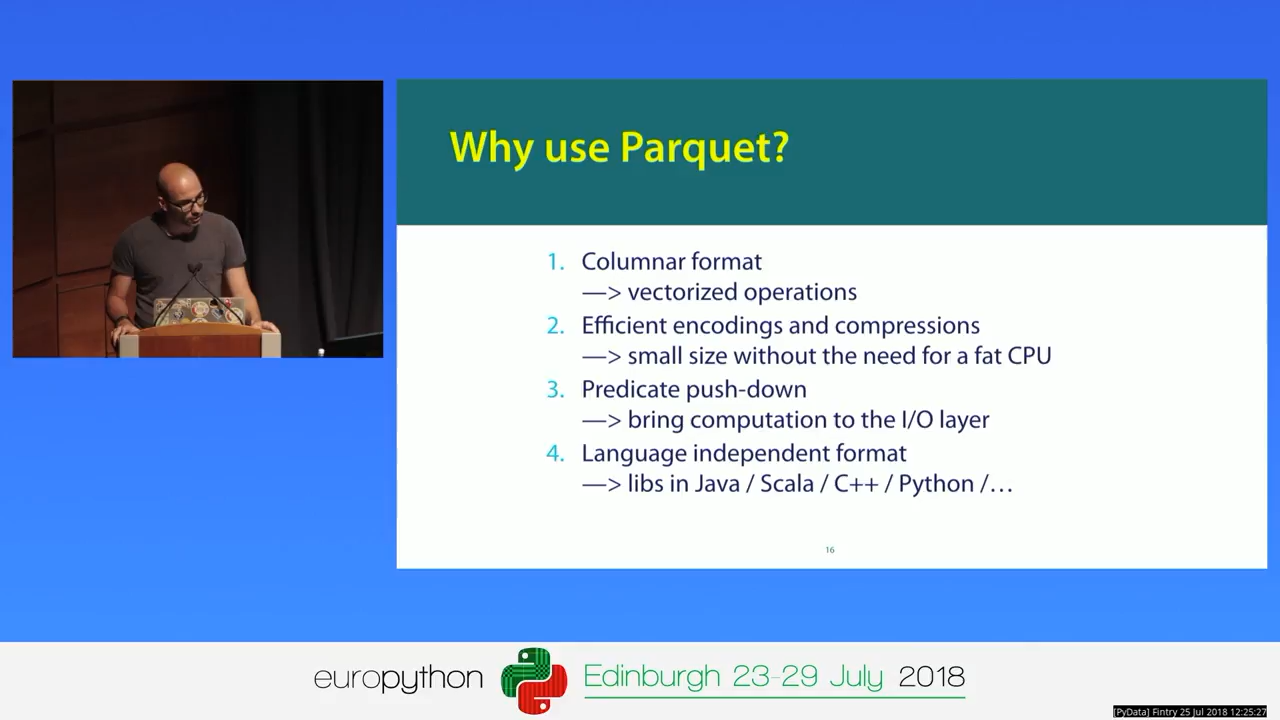 Why use Parquet?
1. Columnar format
—> vectorized operations
2. Efficient encodings and compressions
—> small size without the need for a fat CPU
3. Predicate push-down
—> bring computation to the I/O layer
4. Language independent format
—> libs in Java / Scala / C++ / Python /…
16
europython Edinburgh 23-29 July 2018
[PyData] Fintry 25 Jul 2018 12:25:27